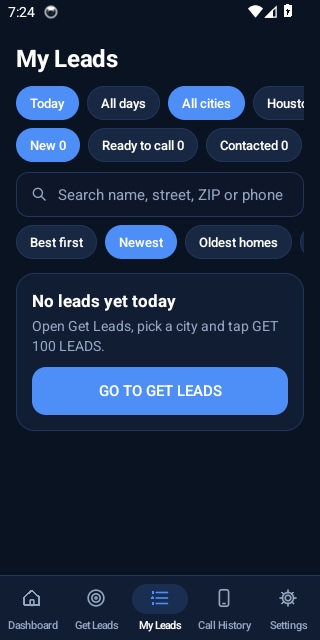 7:24
My Leads
Today All days All cities Housto
New 0 Ready to call 0 Contacted 0
Search name, street, ZIP or phone
Best first Newest Oldest homes
No leads yet today
Open Get Leads, pick a city and tap GET
100 LEADS.
GO TO GET LEADS
Dashboard Get Leads My Leads Call History Settings